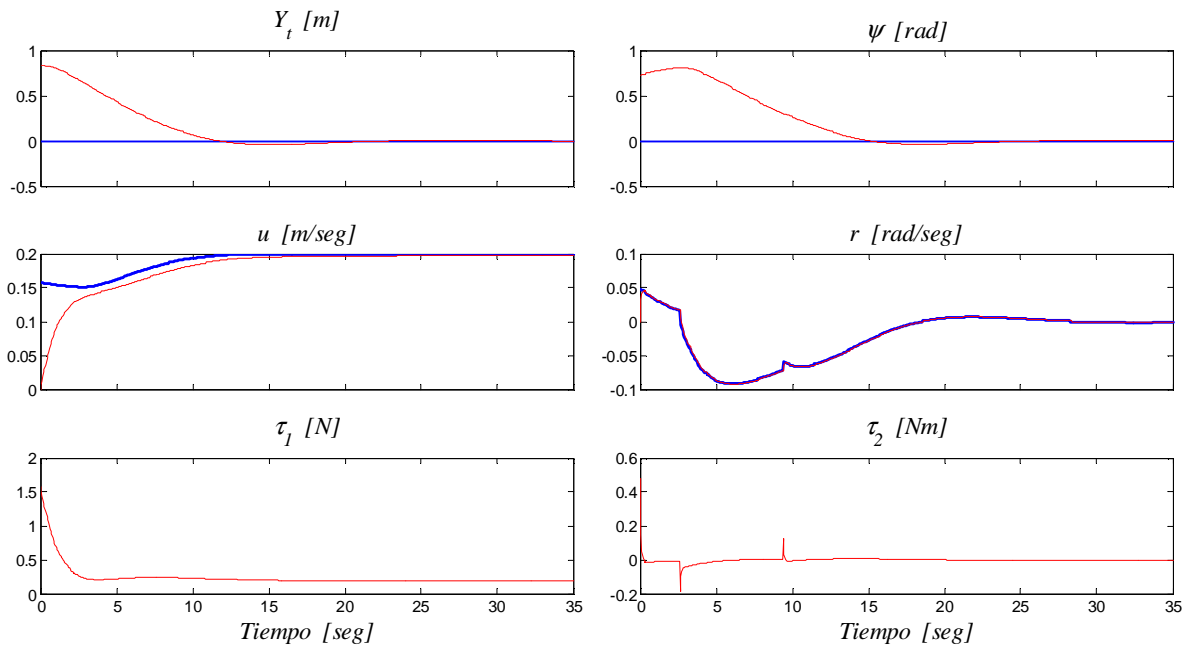 Y_t [m]
1
0.5
0
-0.5
ψ [rad]
1
0.5
0
-0.5
u [m/seg]
0.2
0.15
0.1
0.05
0
r [rad/seg]
0.1
0.05
0
-0.05
-0.1
τ_1 [N]
2
1.5
1
0.5
0
0 5 10 15 20 25 30 35
Tiempo [seg]
τ_2 [Nm]
0.6
0.4
0.2
0
-0.2
0 5 10 15 20 25 30 35
Tiempo [seg]